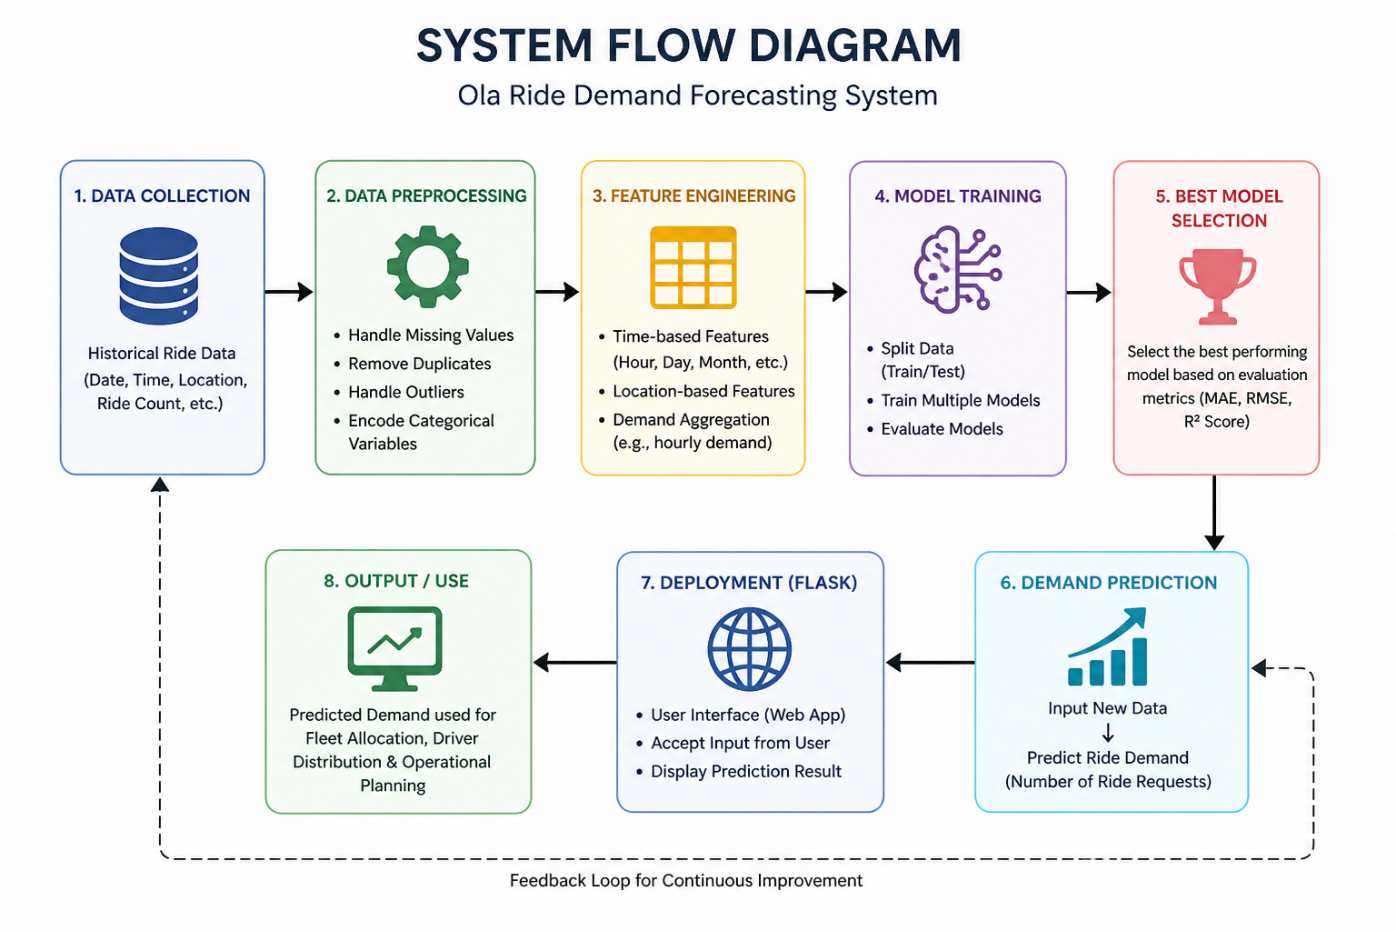 SYSTEM FLOW DIAGRAM
Ola Ride Demand Forecasting System
1. DATA COLLECTION
Historical Ride Data
(Date, Time, Location,
Ride Count, etc.)
2. DATA PREPROCESSING
• Handle Missing Values
• Remove Duplicates
• Handle Outliers
• Encode Categorical
Variables
3. FEATURE ENGINEERING
• Time-based Features
(Hour, Day, Month, etc.)
• Location-based Features
• Demand Aggregation
(e.g., hourly demand)
4. MODEL TRAINING
• Split Data
(Train/Test)
• Train Multiple Models
• Evaluate Models
5. BEST MODEL
SELECTION
Select the best performing
model based on evaluation
metrics (MAE, RMSE,
R² Score)
6. DEMAND PREDICTION
Input New Data
↓
Predict Ride Demand
(Number of Ride Requests)
7. DEPLOYMENT (FLASK)
• User Interface (Web App)
• Accept Input from User
• Display Prediction Result
8. OUTPUT / USE
Predicted Demand used for
Fleet Allocation, Driver
Distribution & Operational
Planning
Feedback Loop for Continuous Improvement